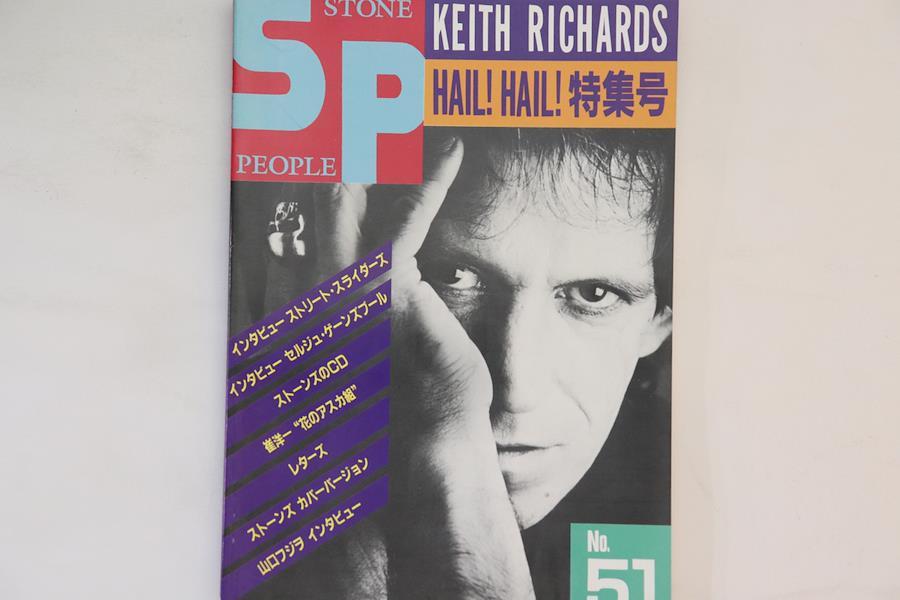 STONE
SP
PEOPLE
KEITH RICHARDS
HAIL! HAIL! 特集号
インタビュー ストリート・スライダーズ
インタビュー セルジュ・ゲーンスブール
ストーンズのCD
崔洋一 “花のアスカ組”
レターズ
ストーンズ カバーバージョン
山口フジヲ インタビュー
No.
51